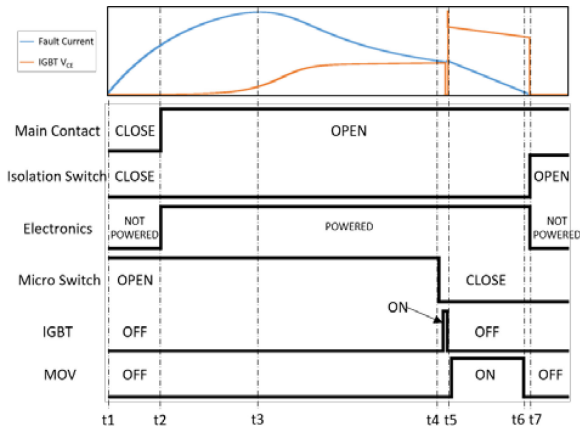 Fault Current
IGBT VCE
Main Contact
CLOSE
OPEN
Isolation Switch
CLOSE
OPEN
Electronics
NOT
POWERED
POWERED
NOT
POWERED
Micro Switch
OPEN
CLOSE
ON
IGBT
OFF
OFF
MOV
OFF
ON
OFF
t1 t2 t3 t4 t5 t6 t7